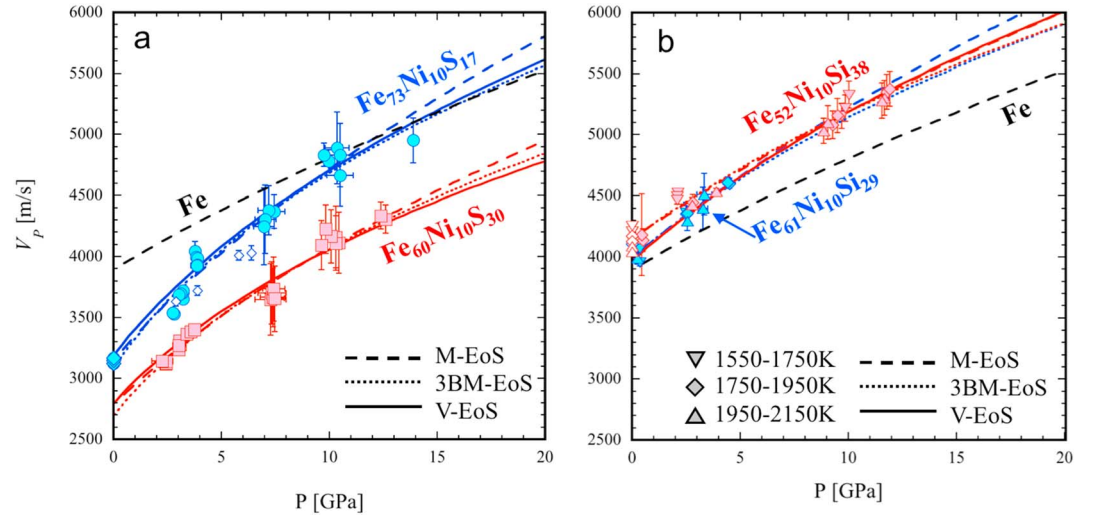 a
6000
5500
5000
4500
4000
3500
3000
2500
V_P [m/s]
Fe
Fe₇₃Ni₁₀S₁₇
Fe₆₀Ni₁₀S₃₀
M-EoS
3BM-EoS
V-EoS
0 5 10 15 20
P [GPa]
b
6000
5500
5000
4500
4000
3500
3000
2500
Fe₅₂Ni₁₀Si₃₈
Fe
Fe₆₁Ni₁₀Si₂₉
1550-1750K
1750-1950K
1950-2150K
M-EoS
3BM-EoS
V-EoS
0 5 10 15 20
P [GPa]